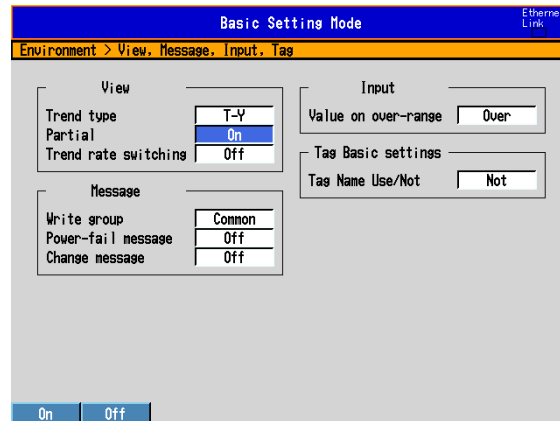 Basic Setting Mode
Etherne
Link
Environment > View, Message, Input, Tag
View
Trend type T-Y
Partial On
Trend rate switching Off
Message
Write group Common
Power-fail message Off
Change message Off
Input
Value on over-range Over
Tag Basic settings
Tag Name Use/Not Not
On Off